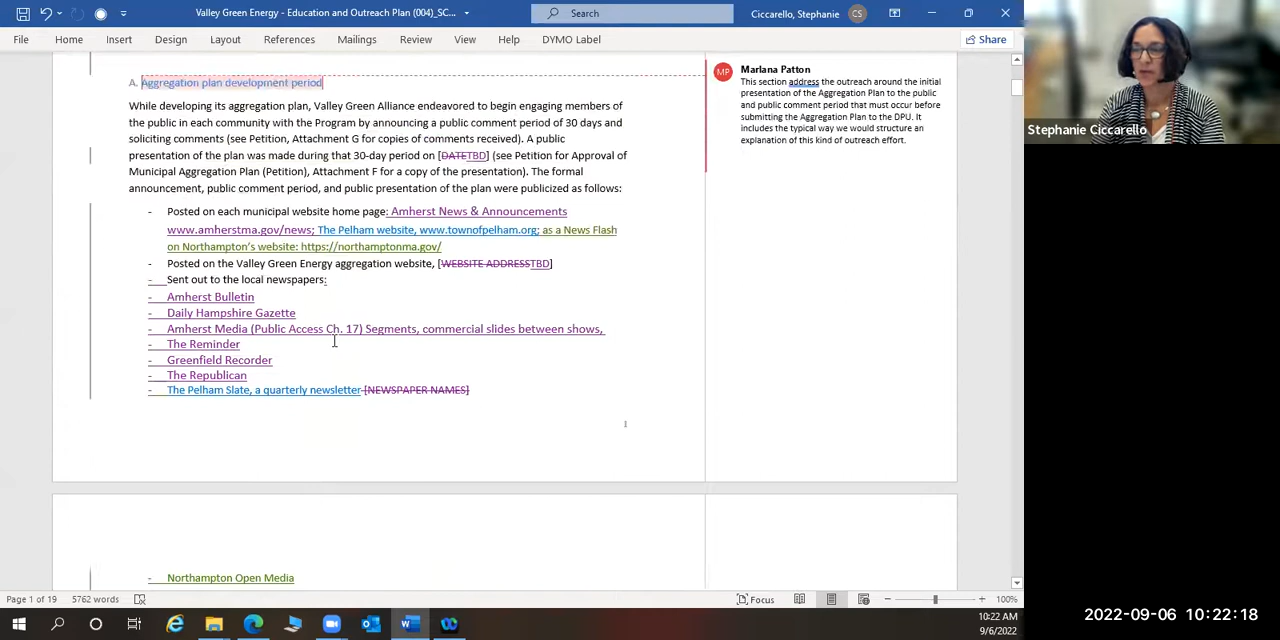 Valley Green Energy - Education and Outreach Plan (004)_SC...
Search
Ciccarello, Stephanie
CS
File
Home
Insert
Design
Layout
References
Mailings
Review
View
Help
DYMO Label
Share
A. Aggregation plan development period
While developing its aggregation plan, Valley Green Alliance endeavored to begin engaging members of
the public in each community with the Program by announcing a public comment period of 30 days and
soliciting comments (see Petition, Attachment G for copies of comments received). A public
presentation of the plan was made during that 30-day period on [DATETBD] (see Petition for Approval of
Municipal Aggregation Plan (Petition), Attachment F for a copy of the presentation). The formal
announcement, public comment period, and public presentation of the plan were publicized as follows:
- Posted on each municipal website home page: Amherst News & Announcements
www.amherstma.gov/news; The Pelham website, www.townofpelham.org; as a News Flash
on Northampton's website: https://northamptonma.gov/
- Posted on the Valley Green Energy aggregation website, [WEBSITE ADDRESSTBD]
- Sent out to the local newspapers:
- Amherst Bulletin
- Daily Hampshire Gazette
- Amherst Media (Public Access Ch. 17) Segments, commercial slides between shows,
- The Reminder
- Greenfield Recorder
- The Republican
- The Pelham Slate, a quarterly newsletter [NEWSPAPER NAMES]
1
- Northampton Open Media
MP
Marlana Patton
This section address the outreach around the initial
presentation of the Aggregation Plan to the public
and public comment period that must occur before
submitting the Aggregation Plan to the DPU. It
includes the typical way we would structure an
explanation of this kind of outreach effort.
Stephanie Ciccarello
Page 1 of 19
5762 words
Focus
100%
10:22 AM
9/6/2022
2022-09-06 10:22:18